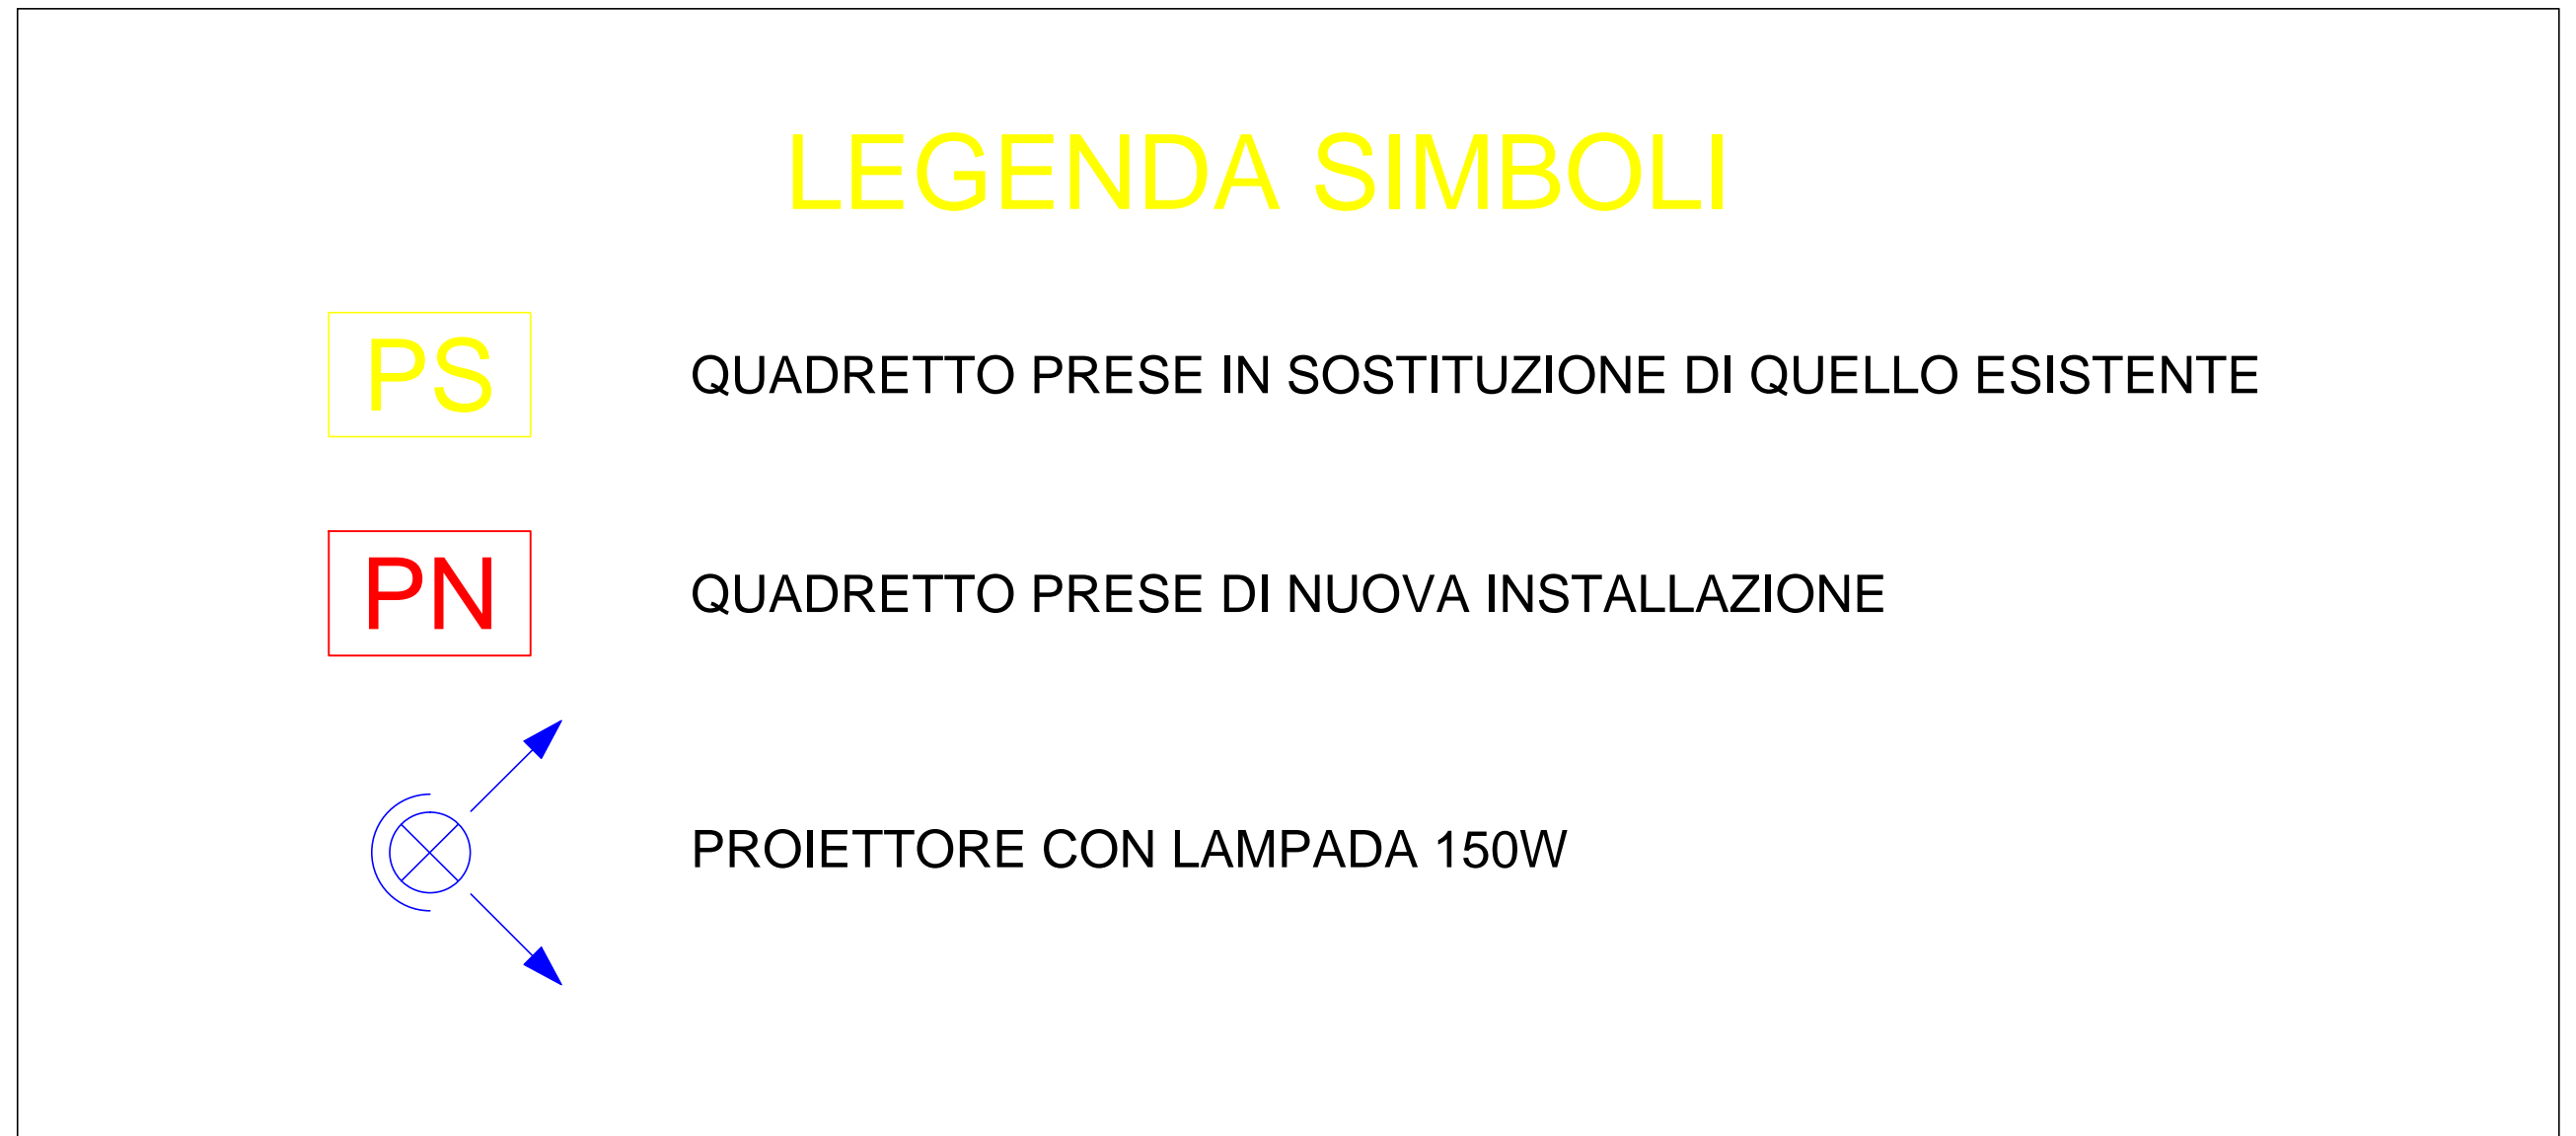 LEGENDA SIMBOLI
PS QUADRETTO PRESE IN SOSTITUZIONE DI QUELLO ESISTENTE
PN QUADRETTO PRESE DI NUOVA INSTALLAZIONE
PROIETTORE CON LAMPADA 150W